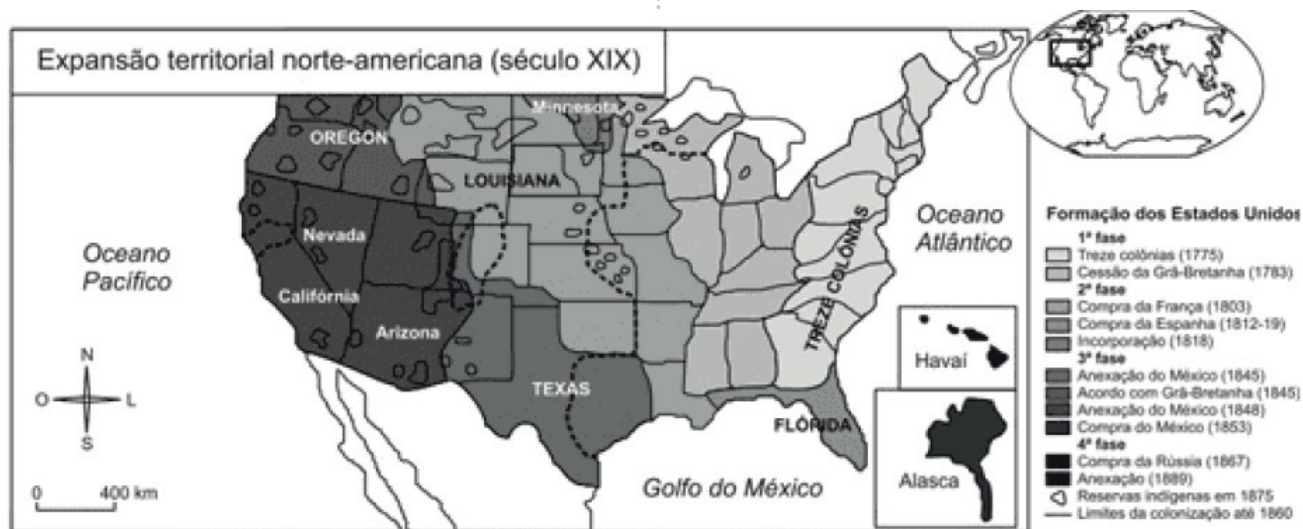 Expansão territorial norte-americana (século XIX)
Minnesota
OREGÓN
LOUISIANA
Nevada
Califórnia
Arizona
TEXAS
FLÓRIDA
TREZE COLÔNIAS
Oceano
Pacífico
Oceano
Atlântico
Golfo do México
Havaí
Alasca
N
O
L
S
0 400 km
Formação dos Estados Unidos
1ª fase
Treze colônias (1775)
Cessão da Grã-Bretanha (1783)
2ª fase
Compra da França (1803)
Compra da Espanha (1812-19)
Incorporação (1818)
3ª fase
Anexação do México (1845)
Acordo com Grã-Bretanha (1845)
Anexação do México (1848)
Compra do México (1853)
4ª fase
Compra da Rússia (1867)
Anexação (1889)
Reservas indígenas em 1875
Limites da colonização até 1860